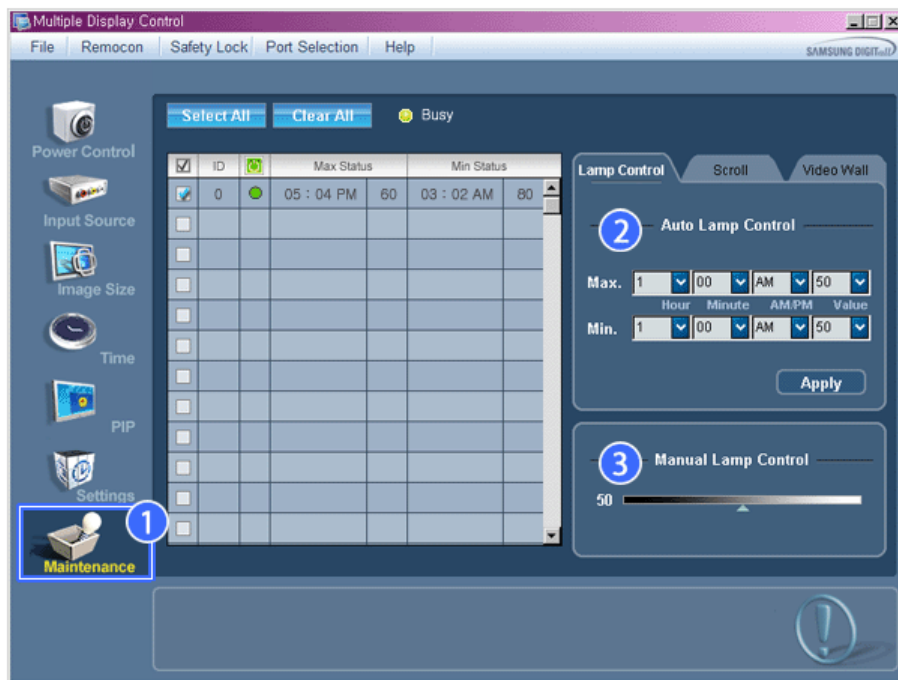 Multiple Display Control
File Remocon Safety Lock Port Selection Help
SAMSUNG DIGITall
Select All Clear All Busy
Power Control
Input Source
Image Size
Time
PIP
Settings
1
Maintenance
ID Max Status Min Status
0 05 : 04 PM 60 03 : 02 AM 80
Lamp Control Scroll Video Wall
2 Auto Lamp Control
Max. 1 00 AM 50
Hour Minute AM/PM Value
Min. 1 00 AM 50
Apply
3 Manual Lamp Control
50